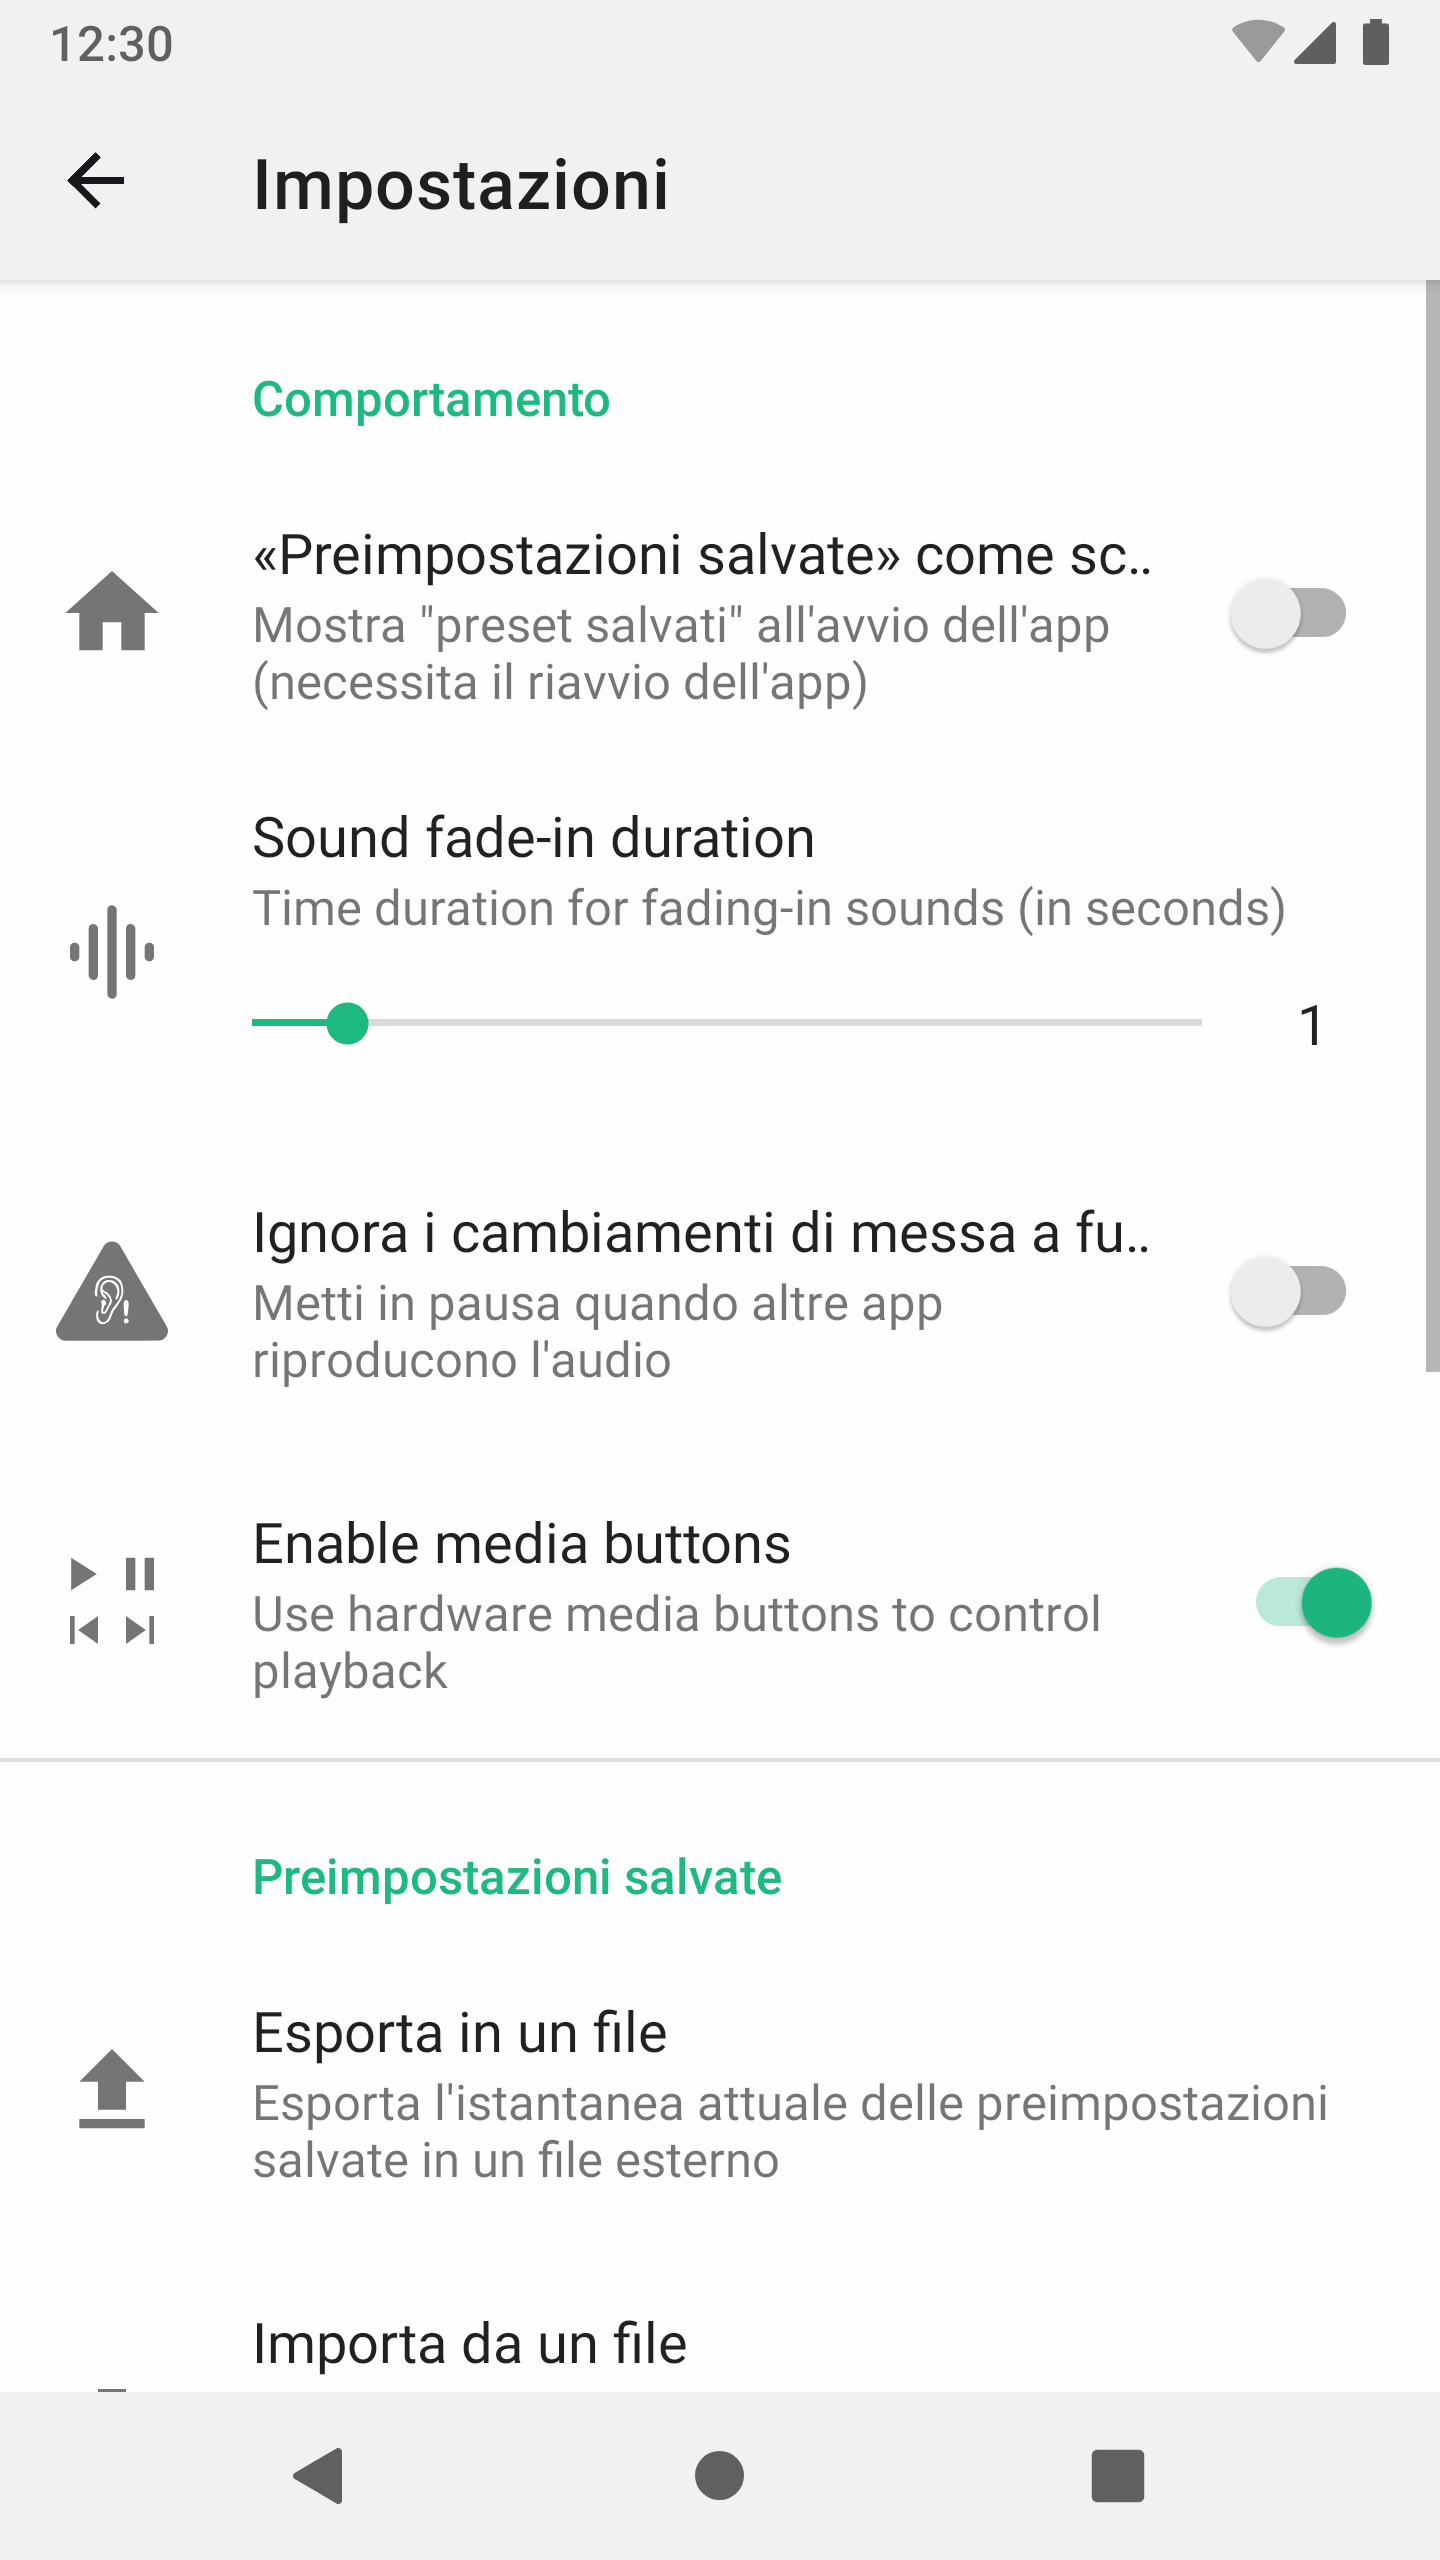 12:30
Impostazioni
Comportamento
«Preimpostazioni salvate» come sc..
Mostra "preset salvati" all'avvio dell'app
(necessita il riavvio dell'app)
Sound fade-in duration
Time duration for fading-in sounds (in seconds)
1
Ignora i cambiamenti di messa a fu..
Metti in pausa quando altre app
riproducono l'audio
Enable media buttons
Use hardware media buttons to control
playback
Preimpostazioni salvate
Esporta in un file
Esporta l'istantanea attuale delle preimpostazioni
salvate in un file esterno
Importa da un file